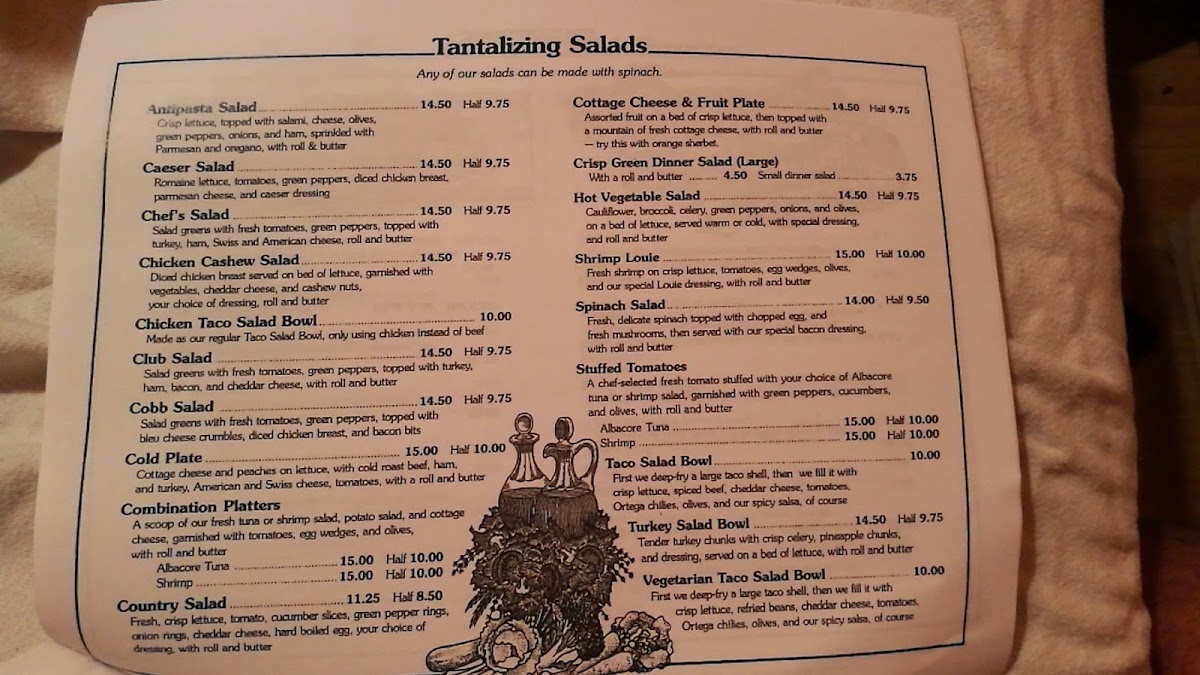 Tantalizing Salads
Any of our salads can be made with spinach.
Antipasta Salad 14.50 Half 9.75
Crisp lettuce, topped with salami, cheese, olives,
green peppers, onions, and ham, sprinkled with
Parmesan and oregano, with roll & butter
Caeser Salad 14.50 Half 9.75
Romaine lettuce, tomatoes, green peppers, diced chicken breast,
parmesan cheese, and caeser dressing
Chef's Salad 14.50 Half 9.75
Salad greens with fresh tomatoes, green peppers, topped with
turkey, ham, Swiss and American cheese, roll and butter
Chicken Cashew Salad 14.50 Half 9.75
Diced chicken breast served on bed of lettuce, garnished with
vegetables, cheddar cheese, and cashew nuts,
your choice of dressing, roll and butter
Chicken Taco Salad Bowl 10.00
Made as our regular Taco Salad Bowl, only using chicken instead of beef
Club Salad 14.50 Half 9.75
Salad greens with fresh tomatoes, green peppers, topped with turkey,
ham, bacon, and cheddar cheese, with roll and butter
Cobb Salad 14.50 Half 9.75
Salad greens with fresh tomatoes, green peppers, topped with
bleu cheese crumbles, diced chicken breast, and bacon bits
Cold Plate 15.00 Half 10.00
Cottage cheese and peaches on lettuce, with cold roast beef, ham,
and turkey, American and Swiss cheese, tomatoes, with a roll and butter
Combination Platters
A scoop of our fresh tuna or shrimp salad, potato salad, and cottage
cheese, garnished with tomatoes, egg wedges, and olives,
with roll and butter
Albacore Tuna 15.00 Half 10.00
Shrimp 15.00 Half 10.00
Country Salad 11.25 Half 8.50
Fresh, crisp lettuce, tomato, cucumber slices, green pepper rings,
onion rings, cheddar cheese, hard boiled egg, your choice of
dressing, with roll and butter
Cottage Cheese & Fruit Plate 14.50 Half 9.75
Assorted fruit on a bed of crisp lettuce, then topped with
a mountain of fresh cottage cheese, with roll and butter
— try this with orange sherbet.
Crisp Green Dinner Salad (Large)
With a roll and butter 4.50 Small dinner salad 3.75
Hot Vegetable Salad 14.50 Half 9.75
Cauliflower, broccoli, celery, green peppers, onions, and olives,
on a bed of lettuce, served warm or cold, with special dressing,
and roll and butter
Shrimp Louie 15.00 Half 10.00
Fresh shrimp on crisp lettuce, tomatoes, egg wedges, olives,
and our special Louie dressing, with roll and butter
Spinach Salad 14.00 Half 9.50
Fresh, delicate spinach topped with chopped egg, and
fresh mushrooms, then served with our special bacon dressing,
with roll and butter
Stuffed Tomatoes
A chef-selected fresh tomato stuffed with your choice of Albacore
tuna or shrimp salad, garnished with green peppers, cucumbers,
and olives, with roll and butter
Albacore Tuna 15.00 Half 10.00
Shrimp 15.00 Half 10.00
Taco Salad Bowl 10.00
First we deep-fry a large taco shell, then we fill it with
crisp lettuce, spiced beef, cheddar cheese, tomatoes,
Ortega chilies, olives, and our spicy salsa, of course
Turkey Salad Bowl 14.50 Half 9.75
Tender turkey chunks with crisp celery, pineapple chunks,
and dressing, served on a bed of lettuce, with roll and butter
Vegetarian Taco Salad Bowl 10.00
First we deep-fry a large taco shell, then we fill it with
crisp lettuce, refried beans, cheddar cheese, tomatoes,
Ortega chilies, olives, and our spicy salsa, of course